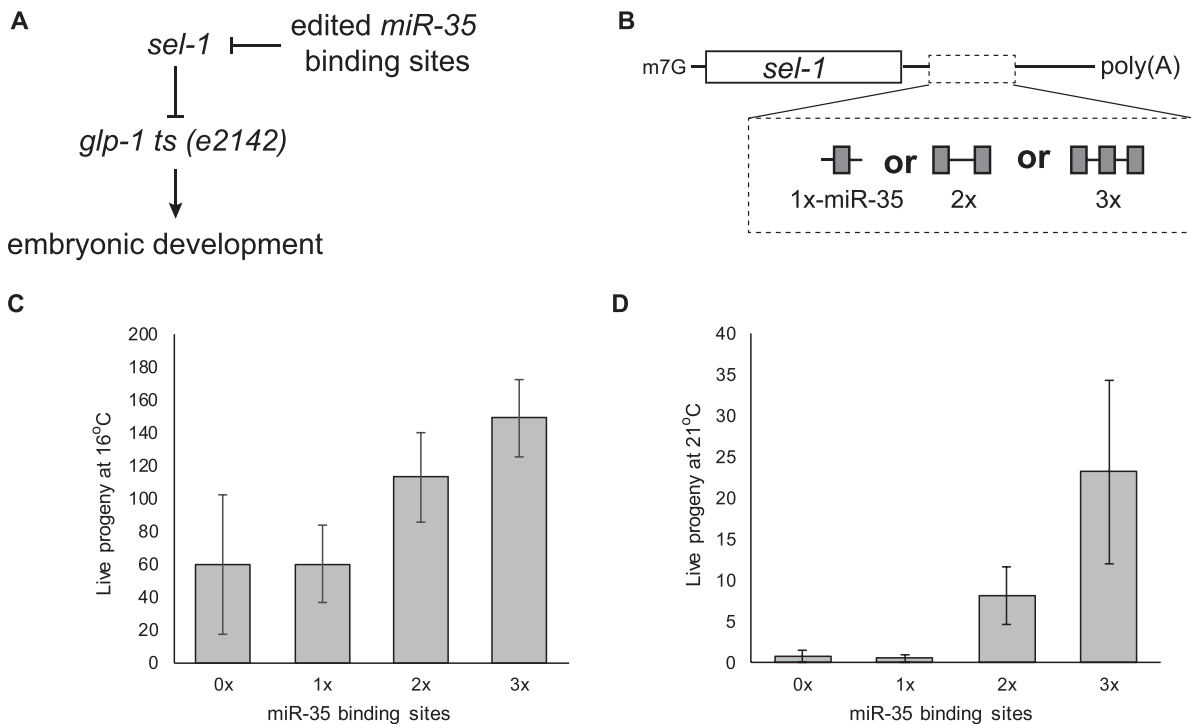 A
sel-1
edited miR-35
binding sites
glp-1 ts (e2142)
embryonic development
B
m7G
sel-1
poly(A)
or
or
1x-miR-35
2x
3x
C
Live progeny at 16°C
200
180
160
140
120
100
80
60
40
20
0
0x
1x
2x
3x
miR-35 binding sites
D
Live progeny at 21°C
40
35
30
25
20
15
10
5
0
0x
1x
2x
3x
miR-35 binding sites